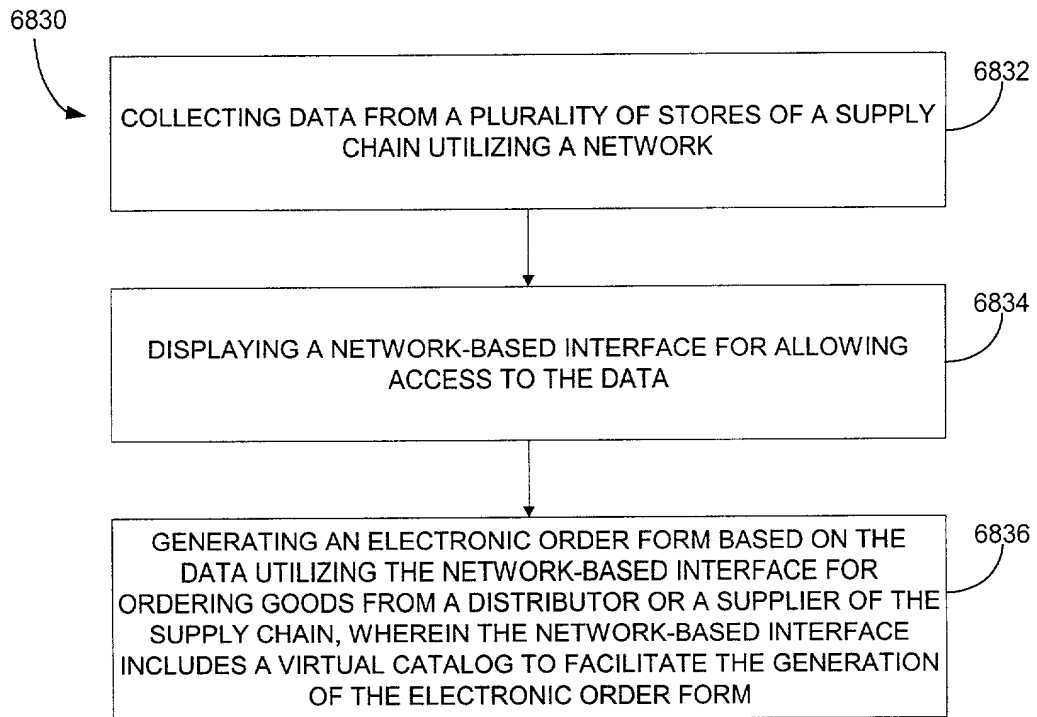 6830
6832
COLLECTING DATA FROM A PLURALITY OF STORES OF A SUPPLY
CHAIN UTILIZING A NETWORK
6834
DISPLAYING A NETWORK-BASED INTERFACE FOR ALLOWING
ACCESS TO THE DATA
6836
GENERATING AN ELECTRONIC ORDER FORM BASED ON THE
DATA UTILIZING THE NETWORK-BASED INTERFACE FOR
ORDERING GOODS FROM A DISTRIBUTOR OR A SUPPLIER OF THE
SUPPLY CHAIN, WHEREIN THE NETWORK-BASED INTERFACE
INCLUDES A VIRTUAL CATALOG TO FACILITATE THE GENERATION
OF THE ELECTRONIC ORDER FORM